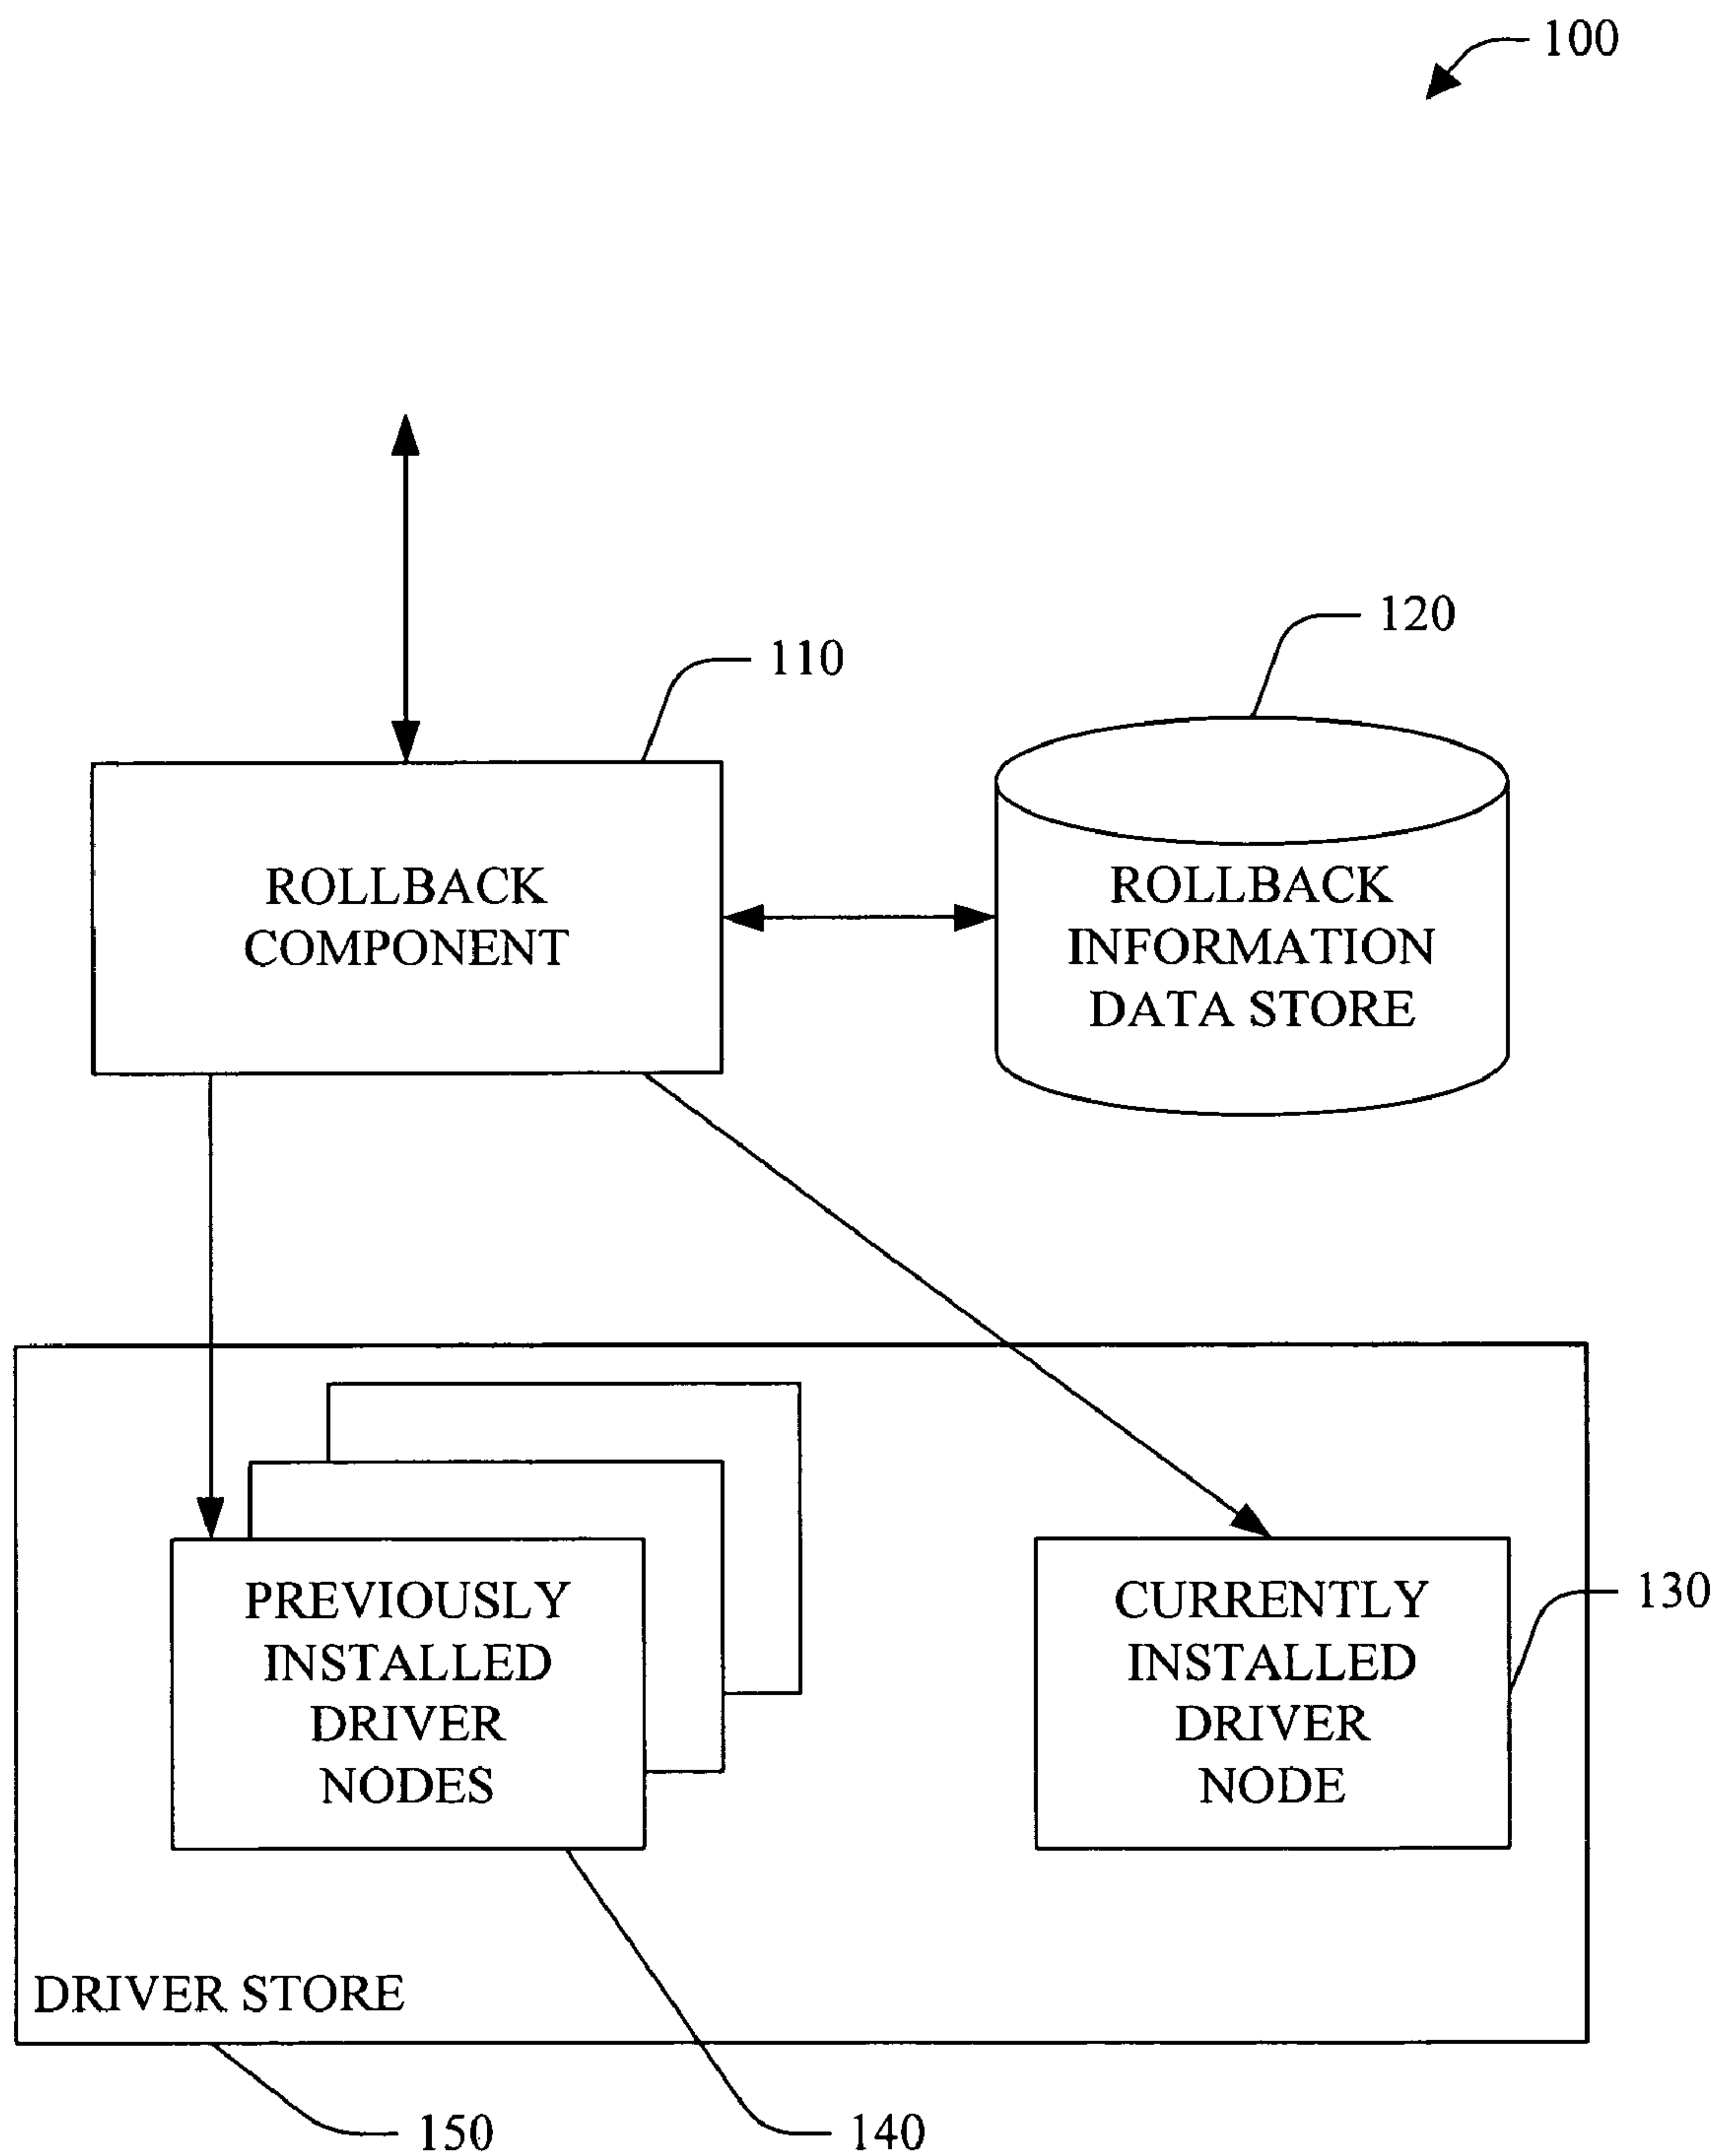 100
120
110
ROLLBACK
COMPONENT
ROLLBACK
INFORMATION
DATA STORE
PREVIOUSLY
INSTALLED
DRIVER
NODES
CURRENTLY
INSTALLED
DRIVER
NODE
130
DRIVER STORE
150
140